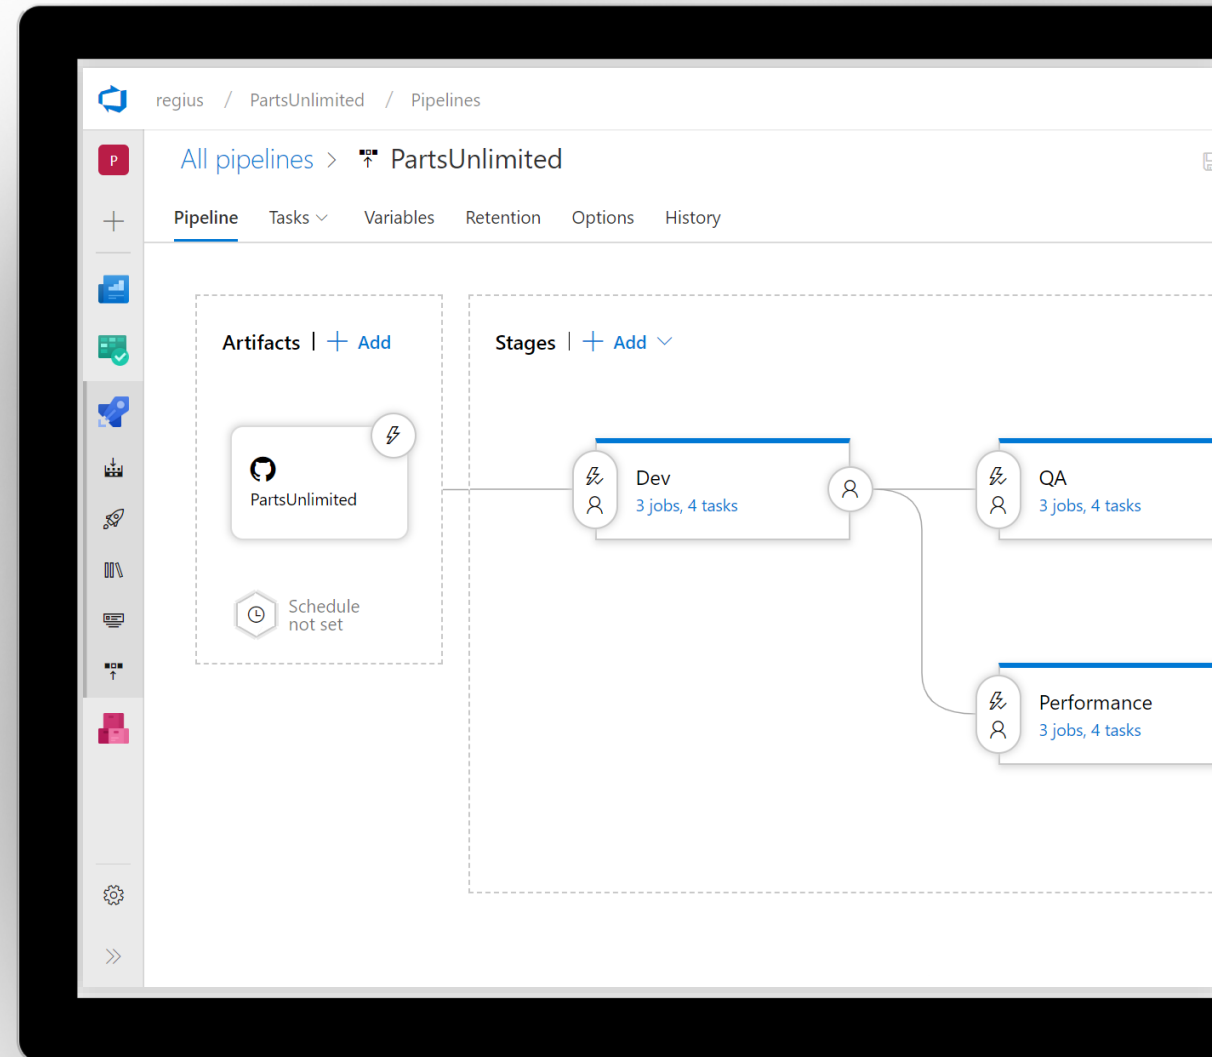 regius / PartsUnlimited / Pipelines
P
All pipelines > PartsUnlimited
Pipeline Tasks Variables Retention Options History
Artifacts | + Add
Stages | + Add
PartsUnlimited
Schedule
not set
Dev
3 jobs, 4 tasks
QA
3 jobs, 4 tasks
Performance
3 jobs, 4 tasks